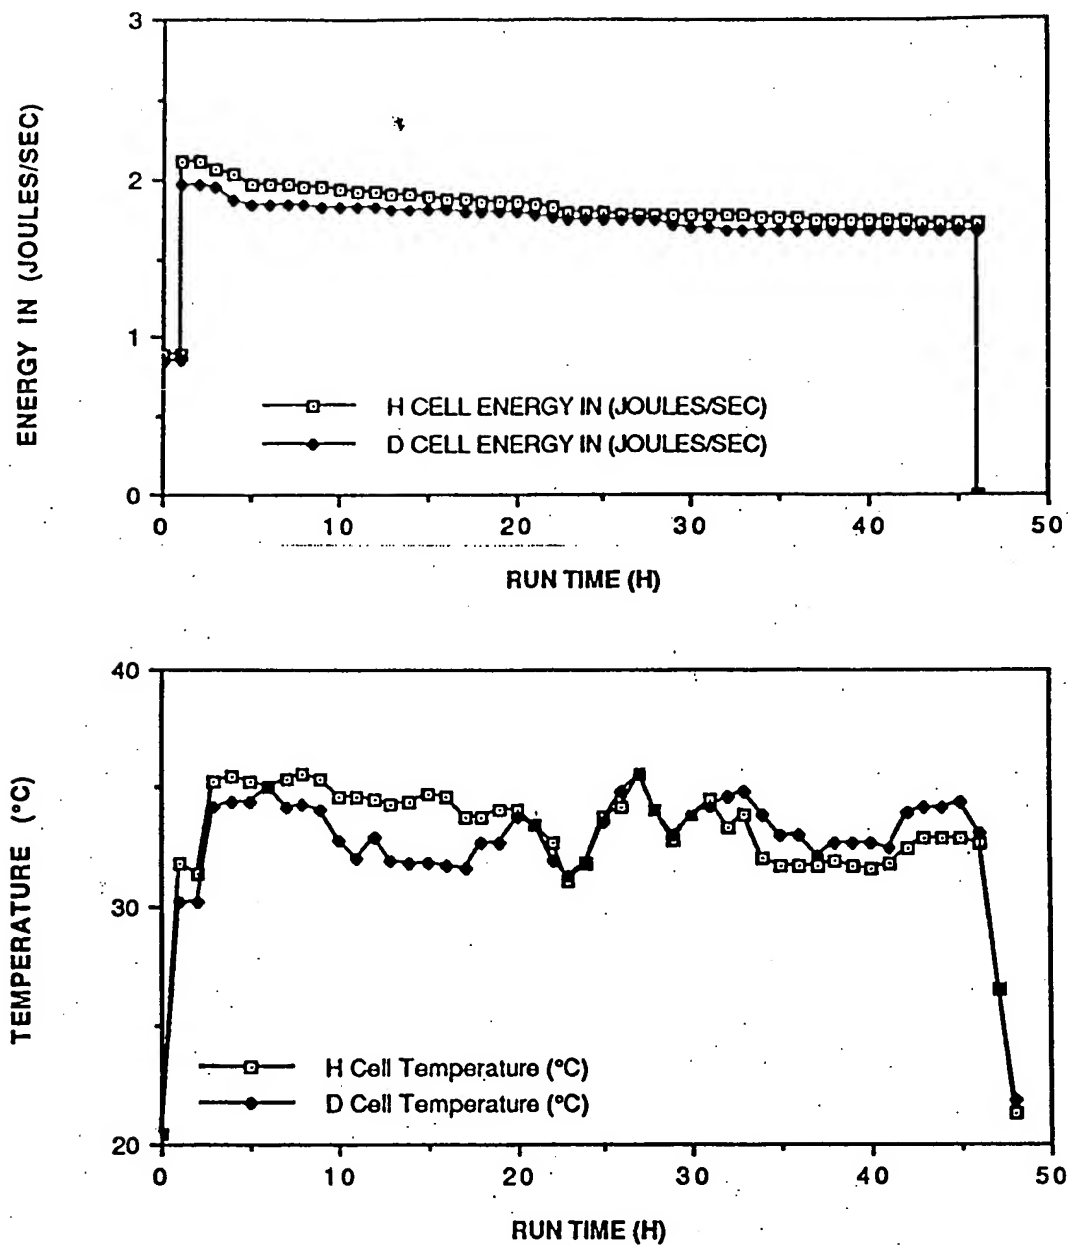 3
2
1
0
ENERGY IN (JOULES/SEC)
H CELL ENERGY IN (JOULES/SEC)
D CELL ENERGY IN (JOULES/SEC)
0 10 20 30 40 50
RUN TIME (H)
40
30
20
TEMPERATURE (°C)
H Cell Temperature (°C)
D Cell Temperature (°C)
0 10 20 30 40 50
RUN TIME (H)